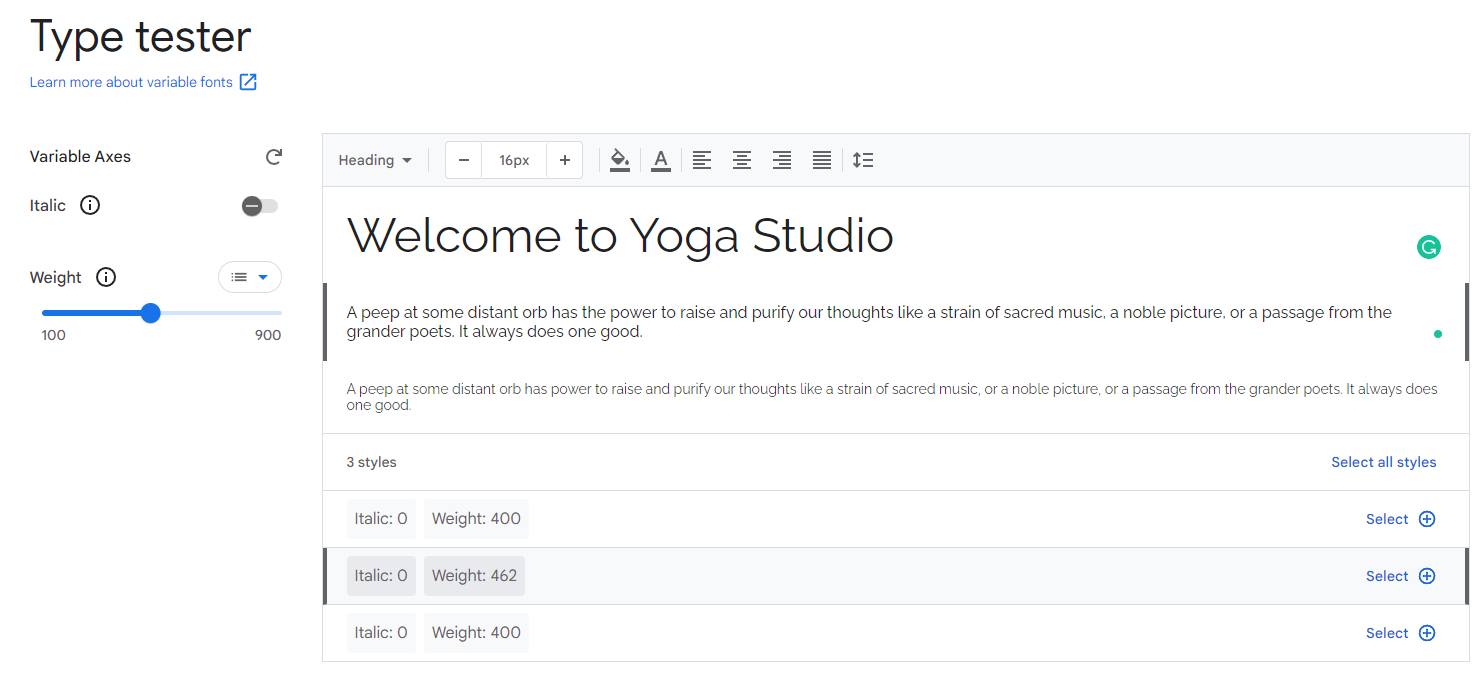 Type tester
Learn more about variable fonts
Variable Axes
Italic
Weight
100 900
Heading 16px
Welcome to Yoga Studio
A peep at some distant orb has the power to raise and purify our thoughts like a strain of sacred music, a noble picture, or a passage from the
grander poets. It always does one good.
A peep at some distant orb has power to raise and purify our thoughts like a strain of sacred music, or a noble picture, or a passage from the grander poets. It always does
one good.
3 styles Select all styles
Italic: 0 Weight: 400 Select
Italic: 0 Weight: 462 Select
Italic: 0 Weight: 400 Select